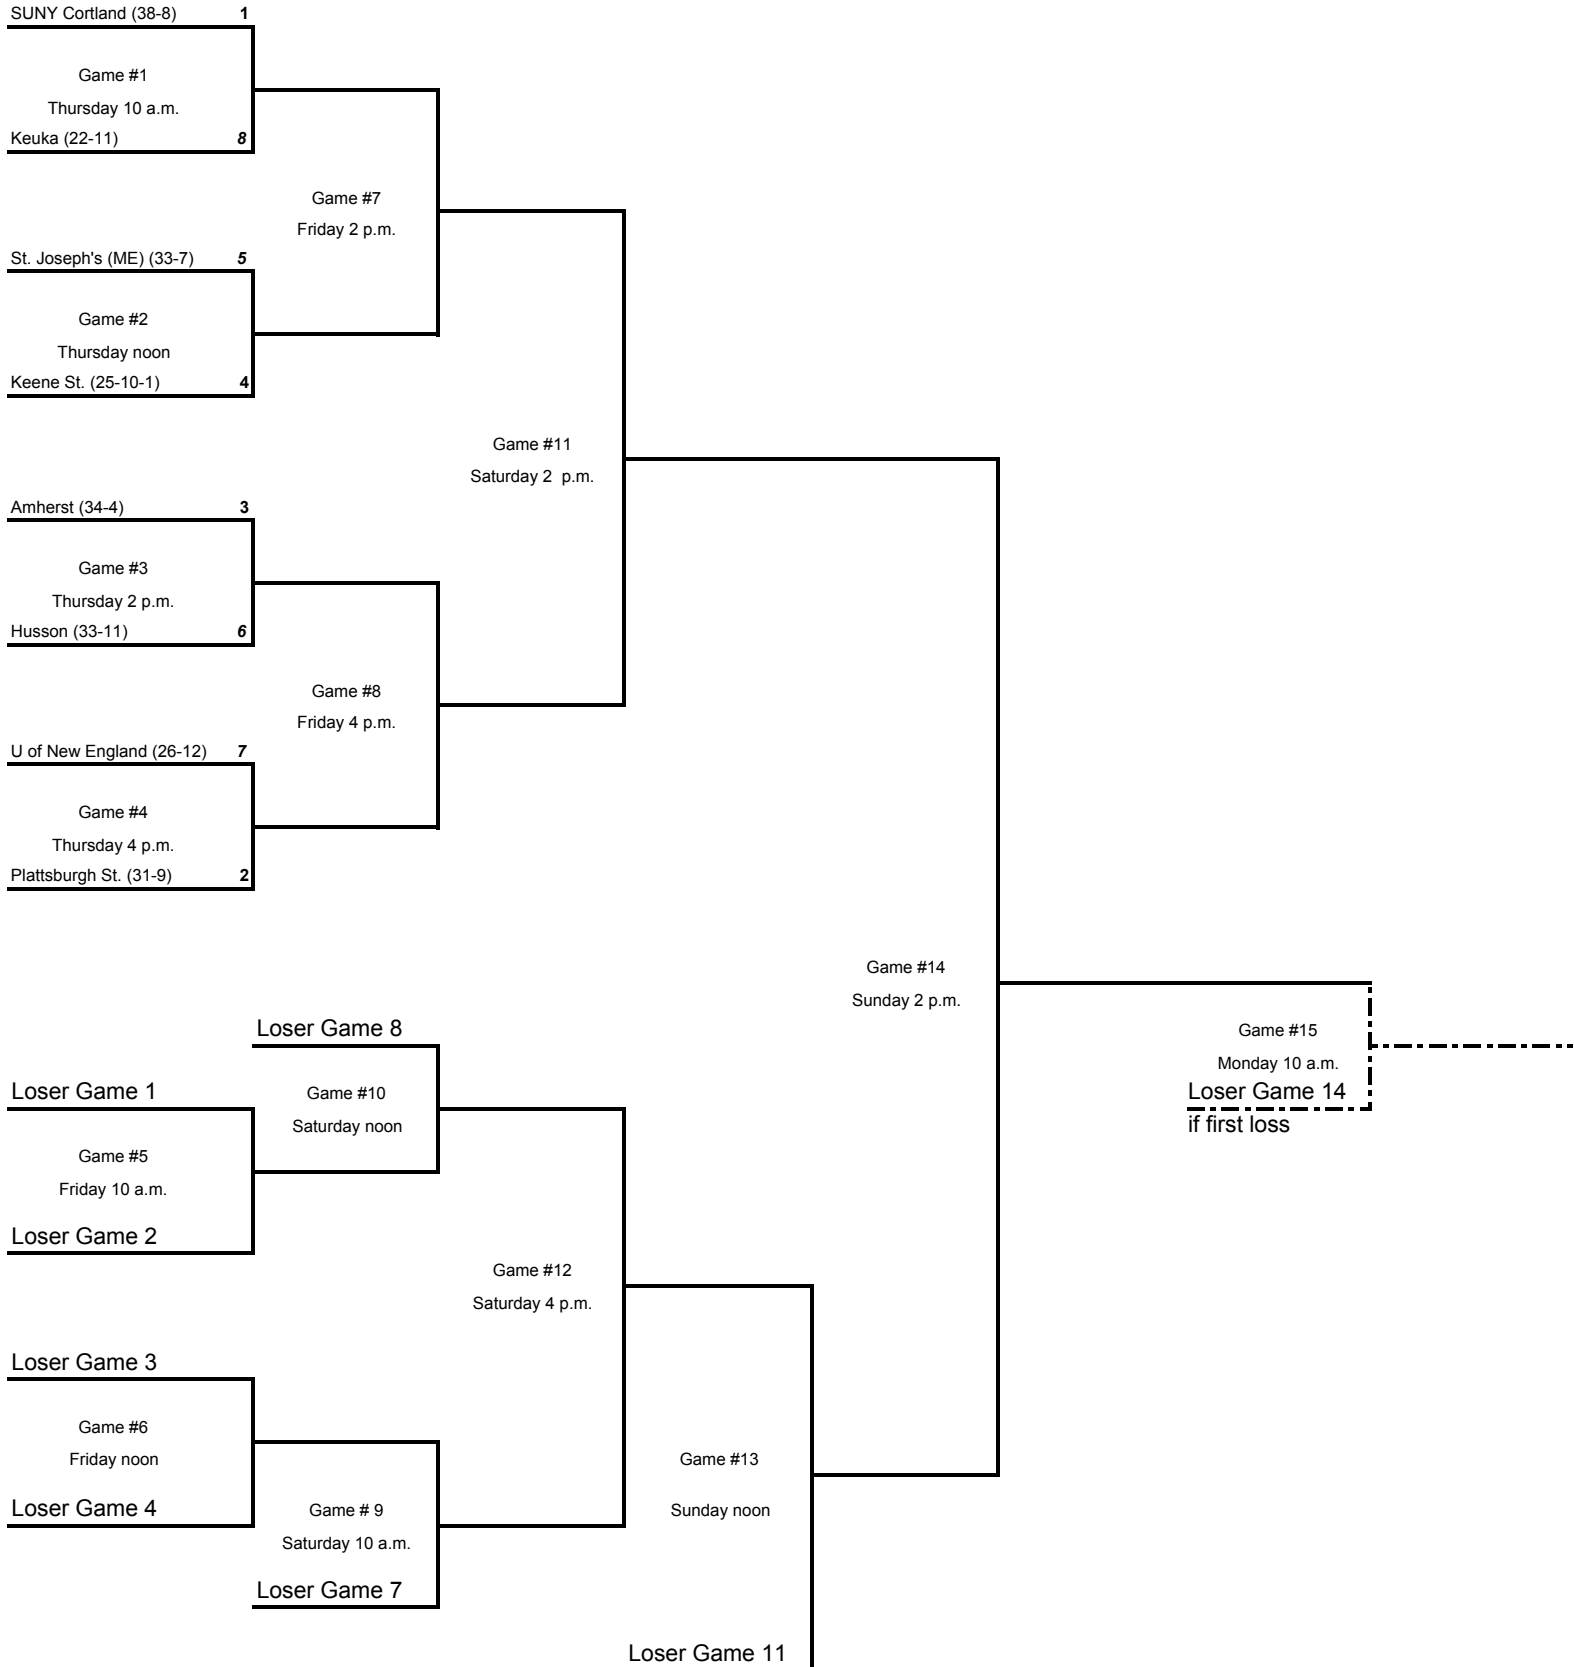 SUNY Cortland (38-8) 1
Game #1
Thursday 10 a.m.
Keuka (22-11) 8
Game #7
Friday 2 p.m.
St. Joseph's (ME) (33-7) 5
Game #2
Thursday noon
Keene St. (25-10-1) 4
Game #11
Saturday 2 p.m.
Amherst (34-4) 3
Game #3
Thursday 2 p.m.
Husson (33-11) 6
Game #8
Friday 4 p.m.
U of New England (26-12) 7
Game #4
Thursday 4 p.m.
Plattsburgh St. (31-9) 2
Game #14
Sunday 2 p.m.
Loser Game 8
Game #15
Monday 10 a.m.
Loser Game 14
if first loss
Loser Game 1
Game #10
Saturday noon
Game #5
Friday 10 a.m.
Loser Game 2
Game #12
Saturday 4 p.m.
Loser Game 3
Game #6
Friday noon
Game #13
Sunday noon
Loser Game 4
Game # 9
Saturday 10 a.m.
Loser Game 7
Loser Game 11